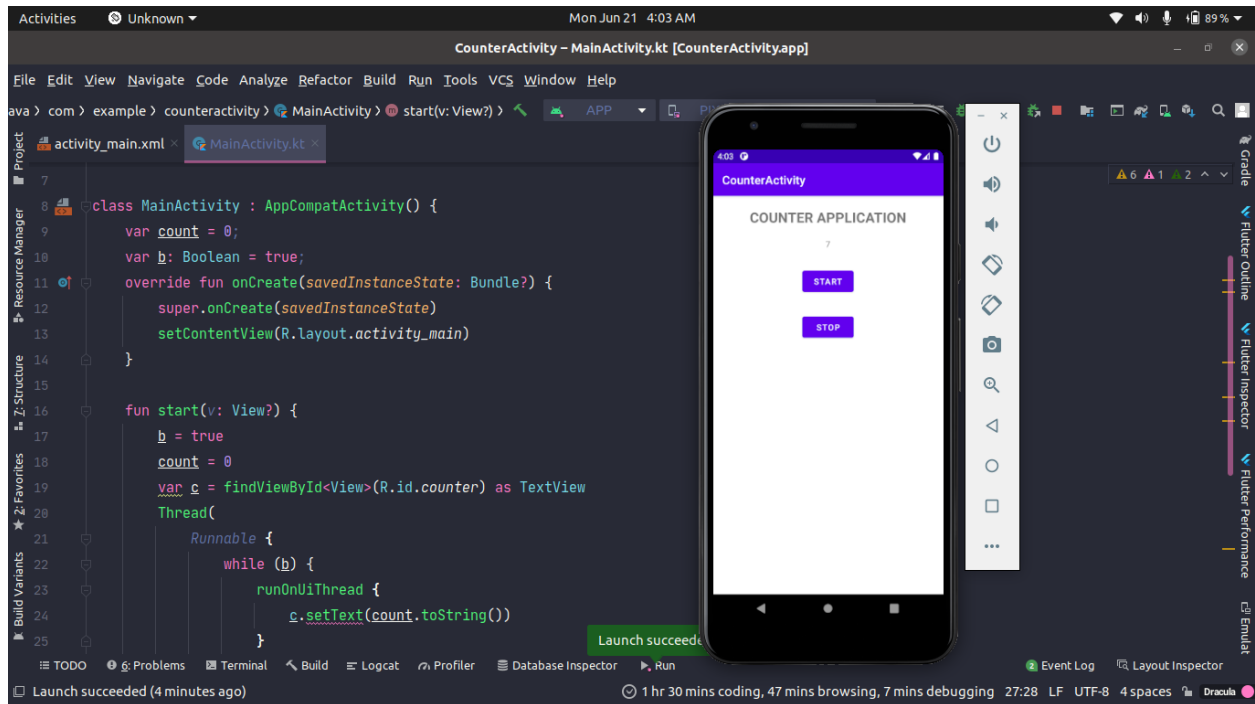 Activities Unknown Mon Jun 21 4:03 AM 89 %
CounterActivity – MainActivity.kt [CounterActivity.app]
File Edit View Navigate Code Analyze Refactor Build Run Tools VCS Window Help
ava com example counteractivity MainActivity start(v: View?) APP
activity_main.xml MainActivity.kt
6 1 2
7
8 class MainActivity : AppCompatActivity() {
9 var count = 0;
10 var b: Boolean = true;
11 override fun onCreate(savedInstanceState: Bundle?) {
12 super.onCreate(savedInstanceState)
13 setContentView(R.layout.activity_main)
14 }
15
16 fun start(v: View?) {
17 b = true
18 count = 0
19 var c = findViewById<View>(R.id.counter) as TextView
20 Thread(
21 Runnable {
22 while (b) {
23 runOnUiThread {
24 c.setText(count.toString())
25 }
Project
Resource Manager
7: Structure
2: Favorites
Build Variants
4:03
CounterActivity
COUNTER APPLICATION
7
START
STOP
Gradle
Flutter Outline
Flutter Inspector
Flutter Performance
Emulat
Launch succeede
TODO 6: Problems Terminal Build Logcat Profiler Database Inspector Run 2 Event Log Layout Inspector
Launch succeeded (4 minutes ago) 1 hr 30 mins coding, 47 mins browsing, 7 mins debugging 27:28 LF UTF-8 4 spaces Dracula